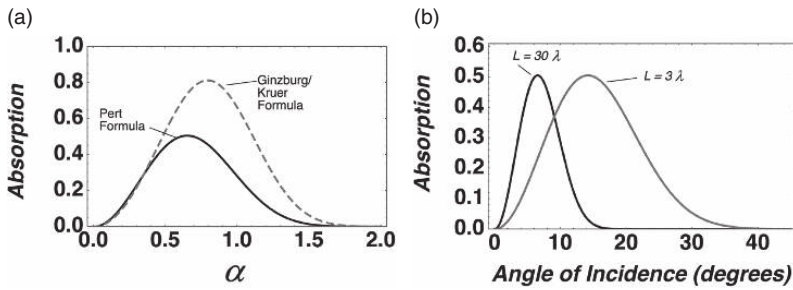 (a)
1.0
0.8
0.6
0.4
0.2
0.0
Absorption
Ginzburg/
Kruer
Formula
Pert
Formula
0.0
0.5
1.0
1.5
2.0
α
(b)
0.6
0.5
0.4
0.3
0.2
0.1
0.0
Absorption
L = 30 λ
L = 3 λ
0
10
20
30
40
Angle of Incidence (degrees)